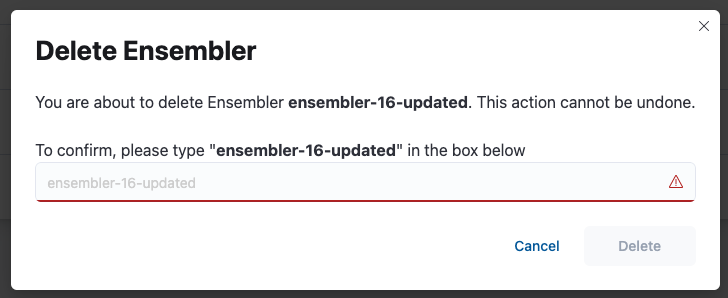 Delete Ensembler
You are about to delete Ensembler ensembler-16-updated. This action cannot be undone.
To confirm, please type "ensembler-16-updated" in the box below
ensembler-16-updated
Cancel
Delete